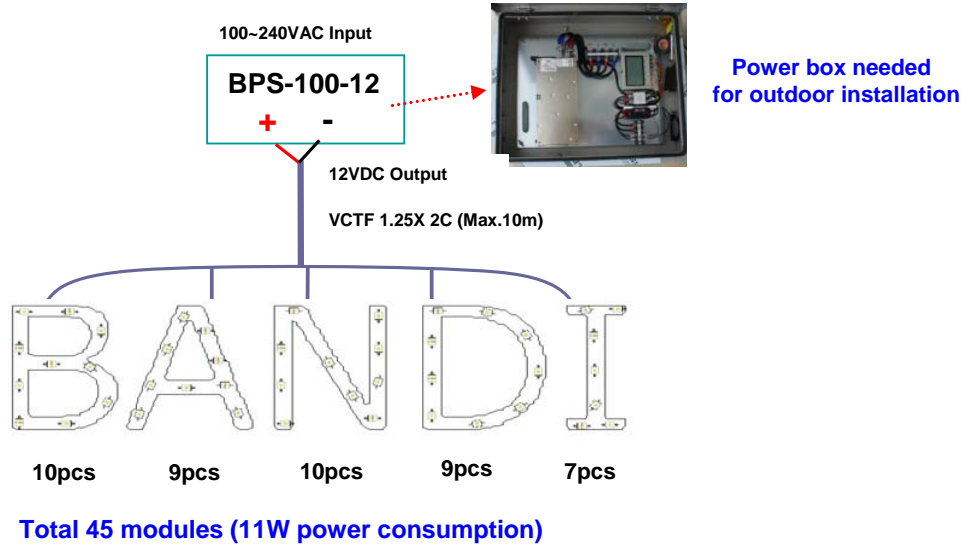 100~240VAC Input
BPS-100-12
+ -
Power box needed
for outdoor installation
12VDC Output
VCTF 1.25X 2C (Max.10m)
BANDI
10pcs 9pcs 10pcs 9pcs 7pcs
Total 45 modules (11W power consumption)